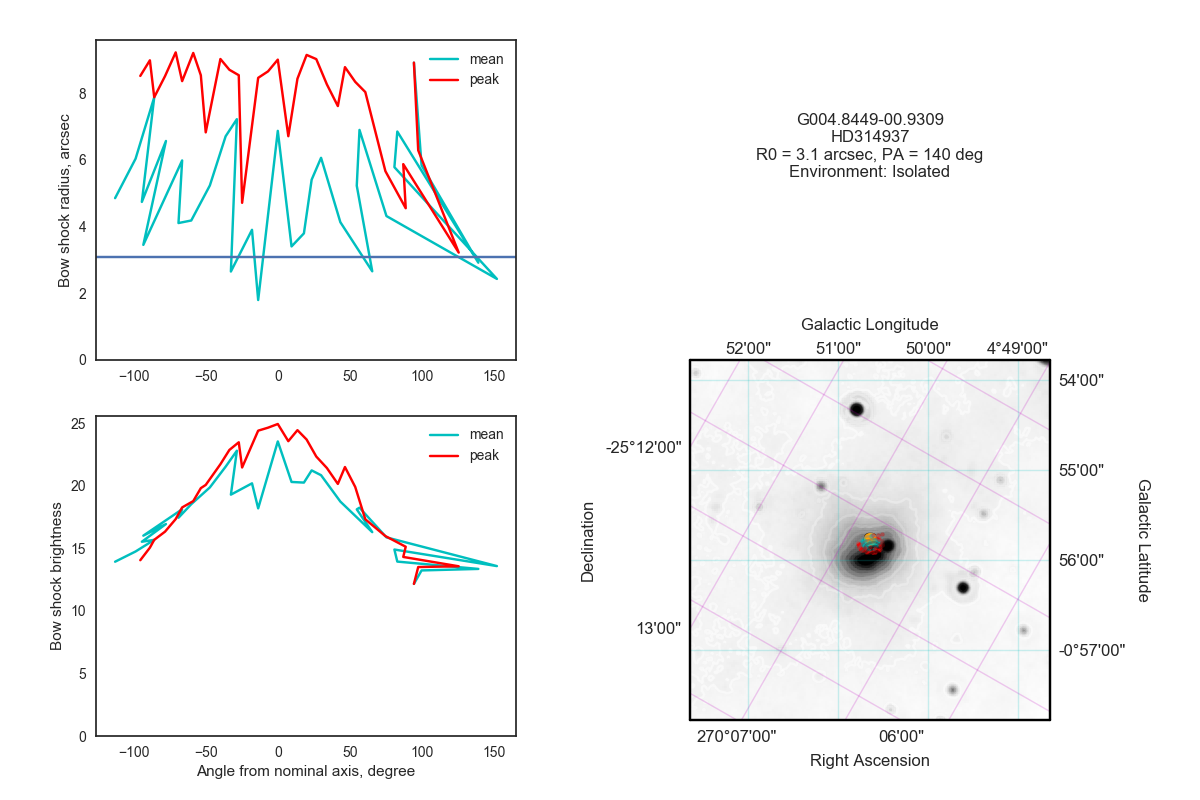 mean
peak
Bow shock radius, arcsec
8
6
4
2
0
−100
−50
0
50
100
150
mean
peak
Bow shock brightness
25
20
15
10
5
0
−100
−50
0
50
100
150
Angle from nominal axis, degree
G004.8449-00.9309
HD314937
R0 = 3.1 arcsec, PA = 140 deg
Environment: Isolated
Galactic Longitude
52'00" 51'00" 50'00" 4°49'00"
54'00"
-25°12'00"
55'00"
Declination
Galactic Latitude
56'00"
13'00"
-0°57'00"
270°07'00" 06'00"
Right Ascension